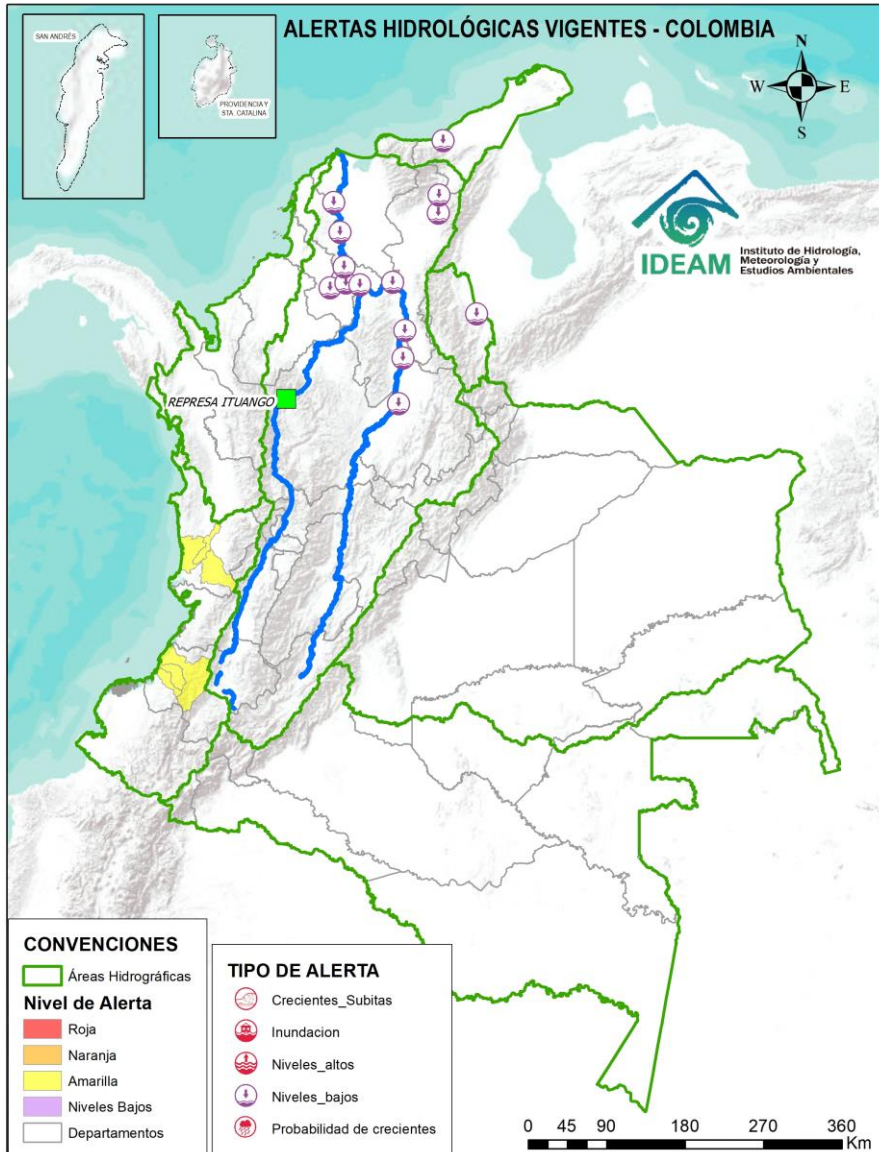 ALERTAS HIDROLÓGICAS VIGENTES - COLOMBIA
SAN ANDRÉS
PROVIDENCIA Y
STA. CATALINA
N
W
E
S
IDEAM
Instituto de Hidrología,
Meteorología y
Estudios Ambientales
REPRESA ITUANGO
CONVENCIONES
Áreas Hidrográficas
Nivel de Alerta
Roja
Naranja
Amarilla
Niveles Bajos
Departamentos
TIPO DE ALERTA
Crecientes_Subitas
Inundacion
Niveles_altos
Niveles_bajos
Probabilidad de crecientes
0 45 90 180 270 360
Km